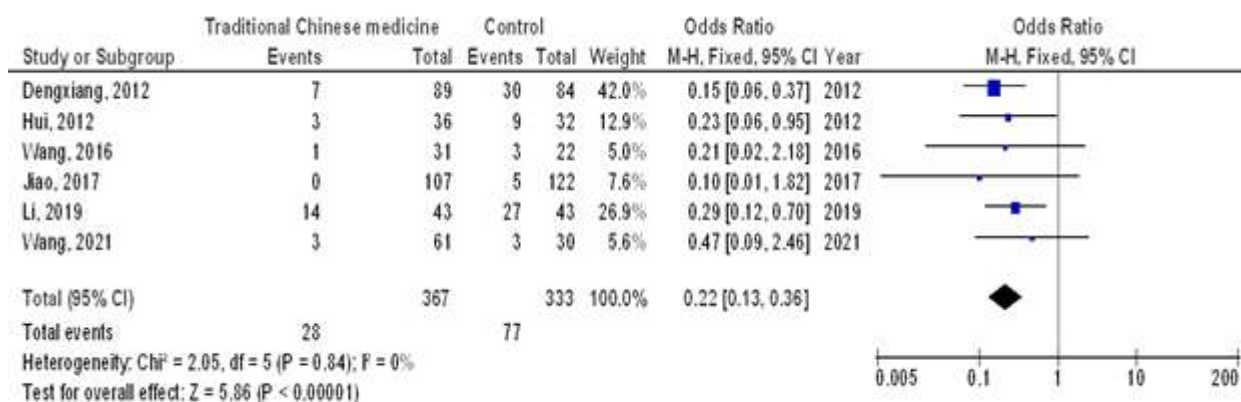 Traditional Chinese medicine Control Odds Ratio Odds Ratio
Study or Subgroup Events Total Events Total Weight M-H, Fixed, 95% CI Year M-H, Fixed, 95% CI
Dengxiang, 2012 7 89 30 84 42.0% 0.15 [0.06, 0.37] 2012
Hui, 2012 3 36 9 32 12.9% 0.23 [0.06, 0.95] 2012
Wang, 2016 1 31 3 22 5.0% 0.21 [0.02, 2.18] 2016
Jiao, 2017 0 107 5 122 7.6% 0.10 [0.01, 1.82] 2017
Li, 2019 14 43 27 43 26.9% 0.29 [0.12, 0.70] 2019
Wang, 2021 3 61 3 30 5.6% 0.47 [0.09, 2.46] 2021
Total (95% CI) 367 333 100.0% 0.22 [0.13, 0.36]
Total events 28 77
Heterogeneity: Chi² = 2.05, df = 5 (P = 0.84); I² = 0%
Test for overall effect: Z = 5.86 (P < 0.00001)
0.005 0.1 1 10 200